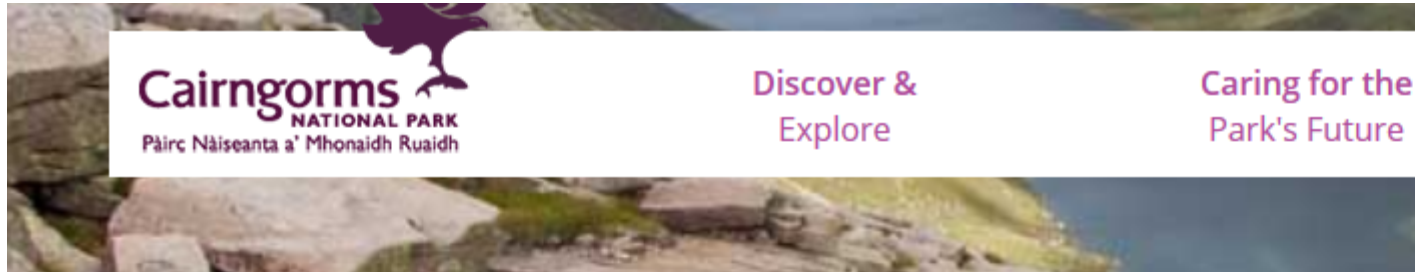 Cairngorms
NATIONAL PARK
Pàirc Nàiseanta a' Mhonaidh Ruaidh
Discover &
Explore
Caring for the
Park's Future